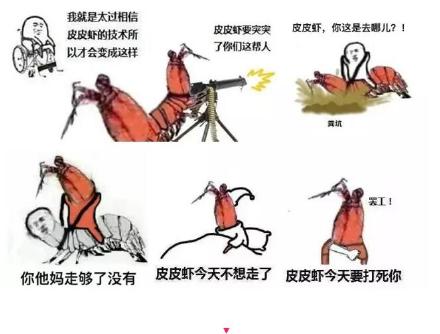 我就是太过相信
皮皮虾的技术所
以才会变成这样
皮皮虾要突突
了你们这帮人
皮皮虾，你这是去哪儿？！
粪坑
你他妈走够了没有
皮皮虾今天不想走了
罢工！
皮皮虾今天要打死你